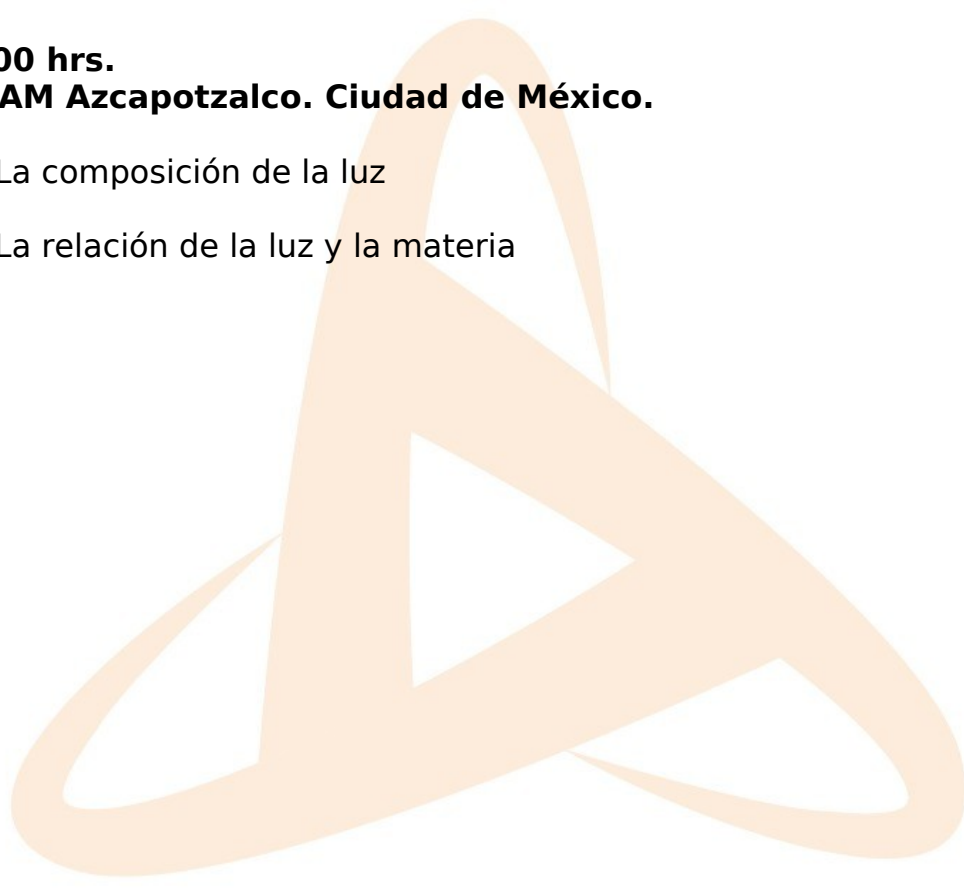 00 hrs.
AM Azcapotzalco. Ciudad de México.
La composición de la luz
La relación de la luz y la materia